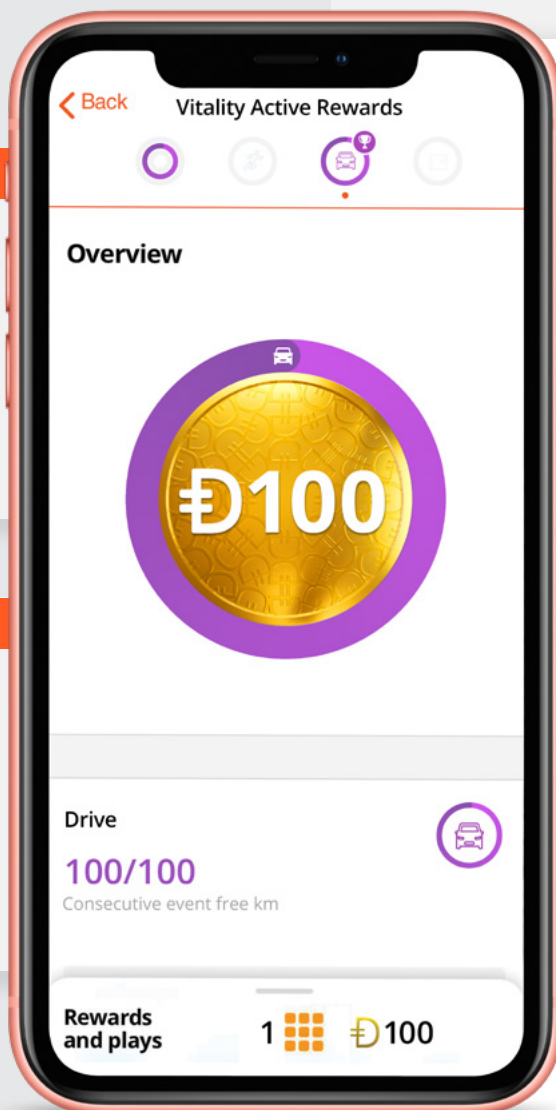 Back
Vitality Active Rewards
Overview
Đ100
Drive
100/100
Consecutive event free km
Rewards
and plays
1
Đ100